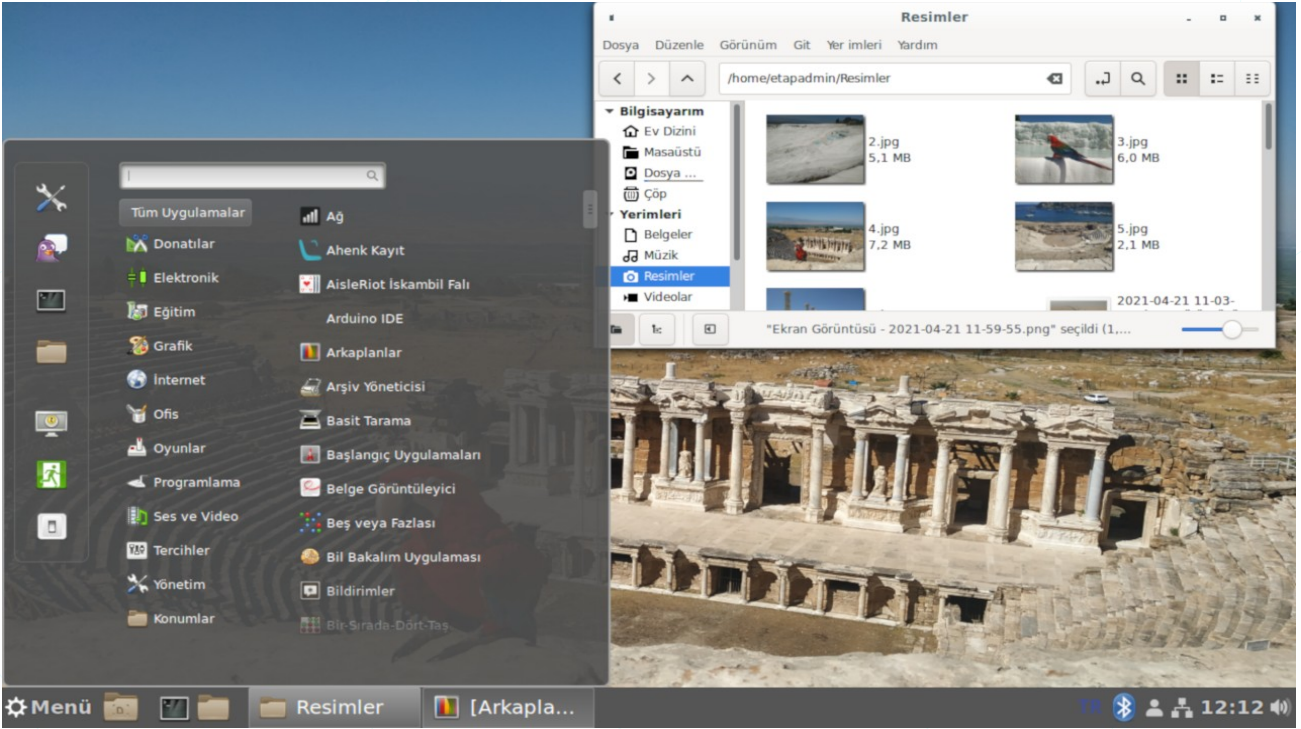 Resimler
Dosya Düzenle Görünüm Git Yer imleri Yardım
/home/etapadmin/Resimler
Bilgisayarım
Ev Dizini
Masaüstü
Dosya ...
Çöp
Yerimleri
Belgeler
Müzik
Resimler
Videolar
2.jpg
5,1 MB
3.jpg
6,0 MB
4.jpg
7,2 MB
5.jpg
2,1 MB
2021-04-21 11-03-
"Ekran Görüntüsü - 2021-04-21 11-59-55.png" seçildi (1,...
Tüm Uygulamalar
Donatılar
Elektronik
Eğitim
Grafik
İnternet
Ofis
Oyunlar
Programlama
Ses ve Video
Tercihler
Yönetim
Konumlar
Ağ
Ahenk Kayıt
AisleRiot İskambil Falı
Arduino IDE
Arkaplanlar
Arşiv Yöneticisi
Basit Tarama
Başlangıç Uygulamaları
Belge Görüntüleyici
Beş veya Fazlası
Bil Bakalım Uygulaması
Bildirimler
Bir-Sırada-Dört-Taş
Menü
Resimler
[Arkapla...
TR
12:12